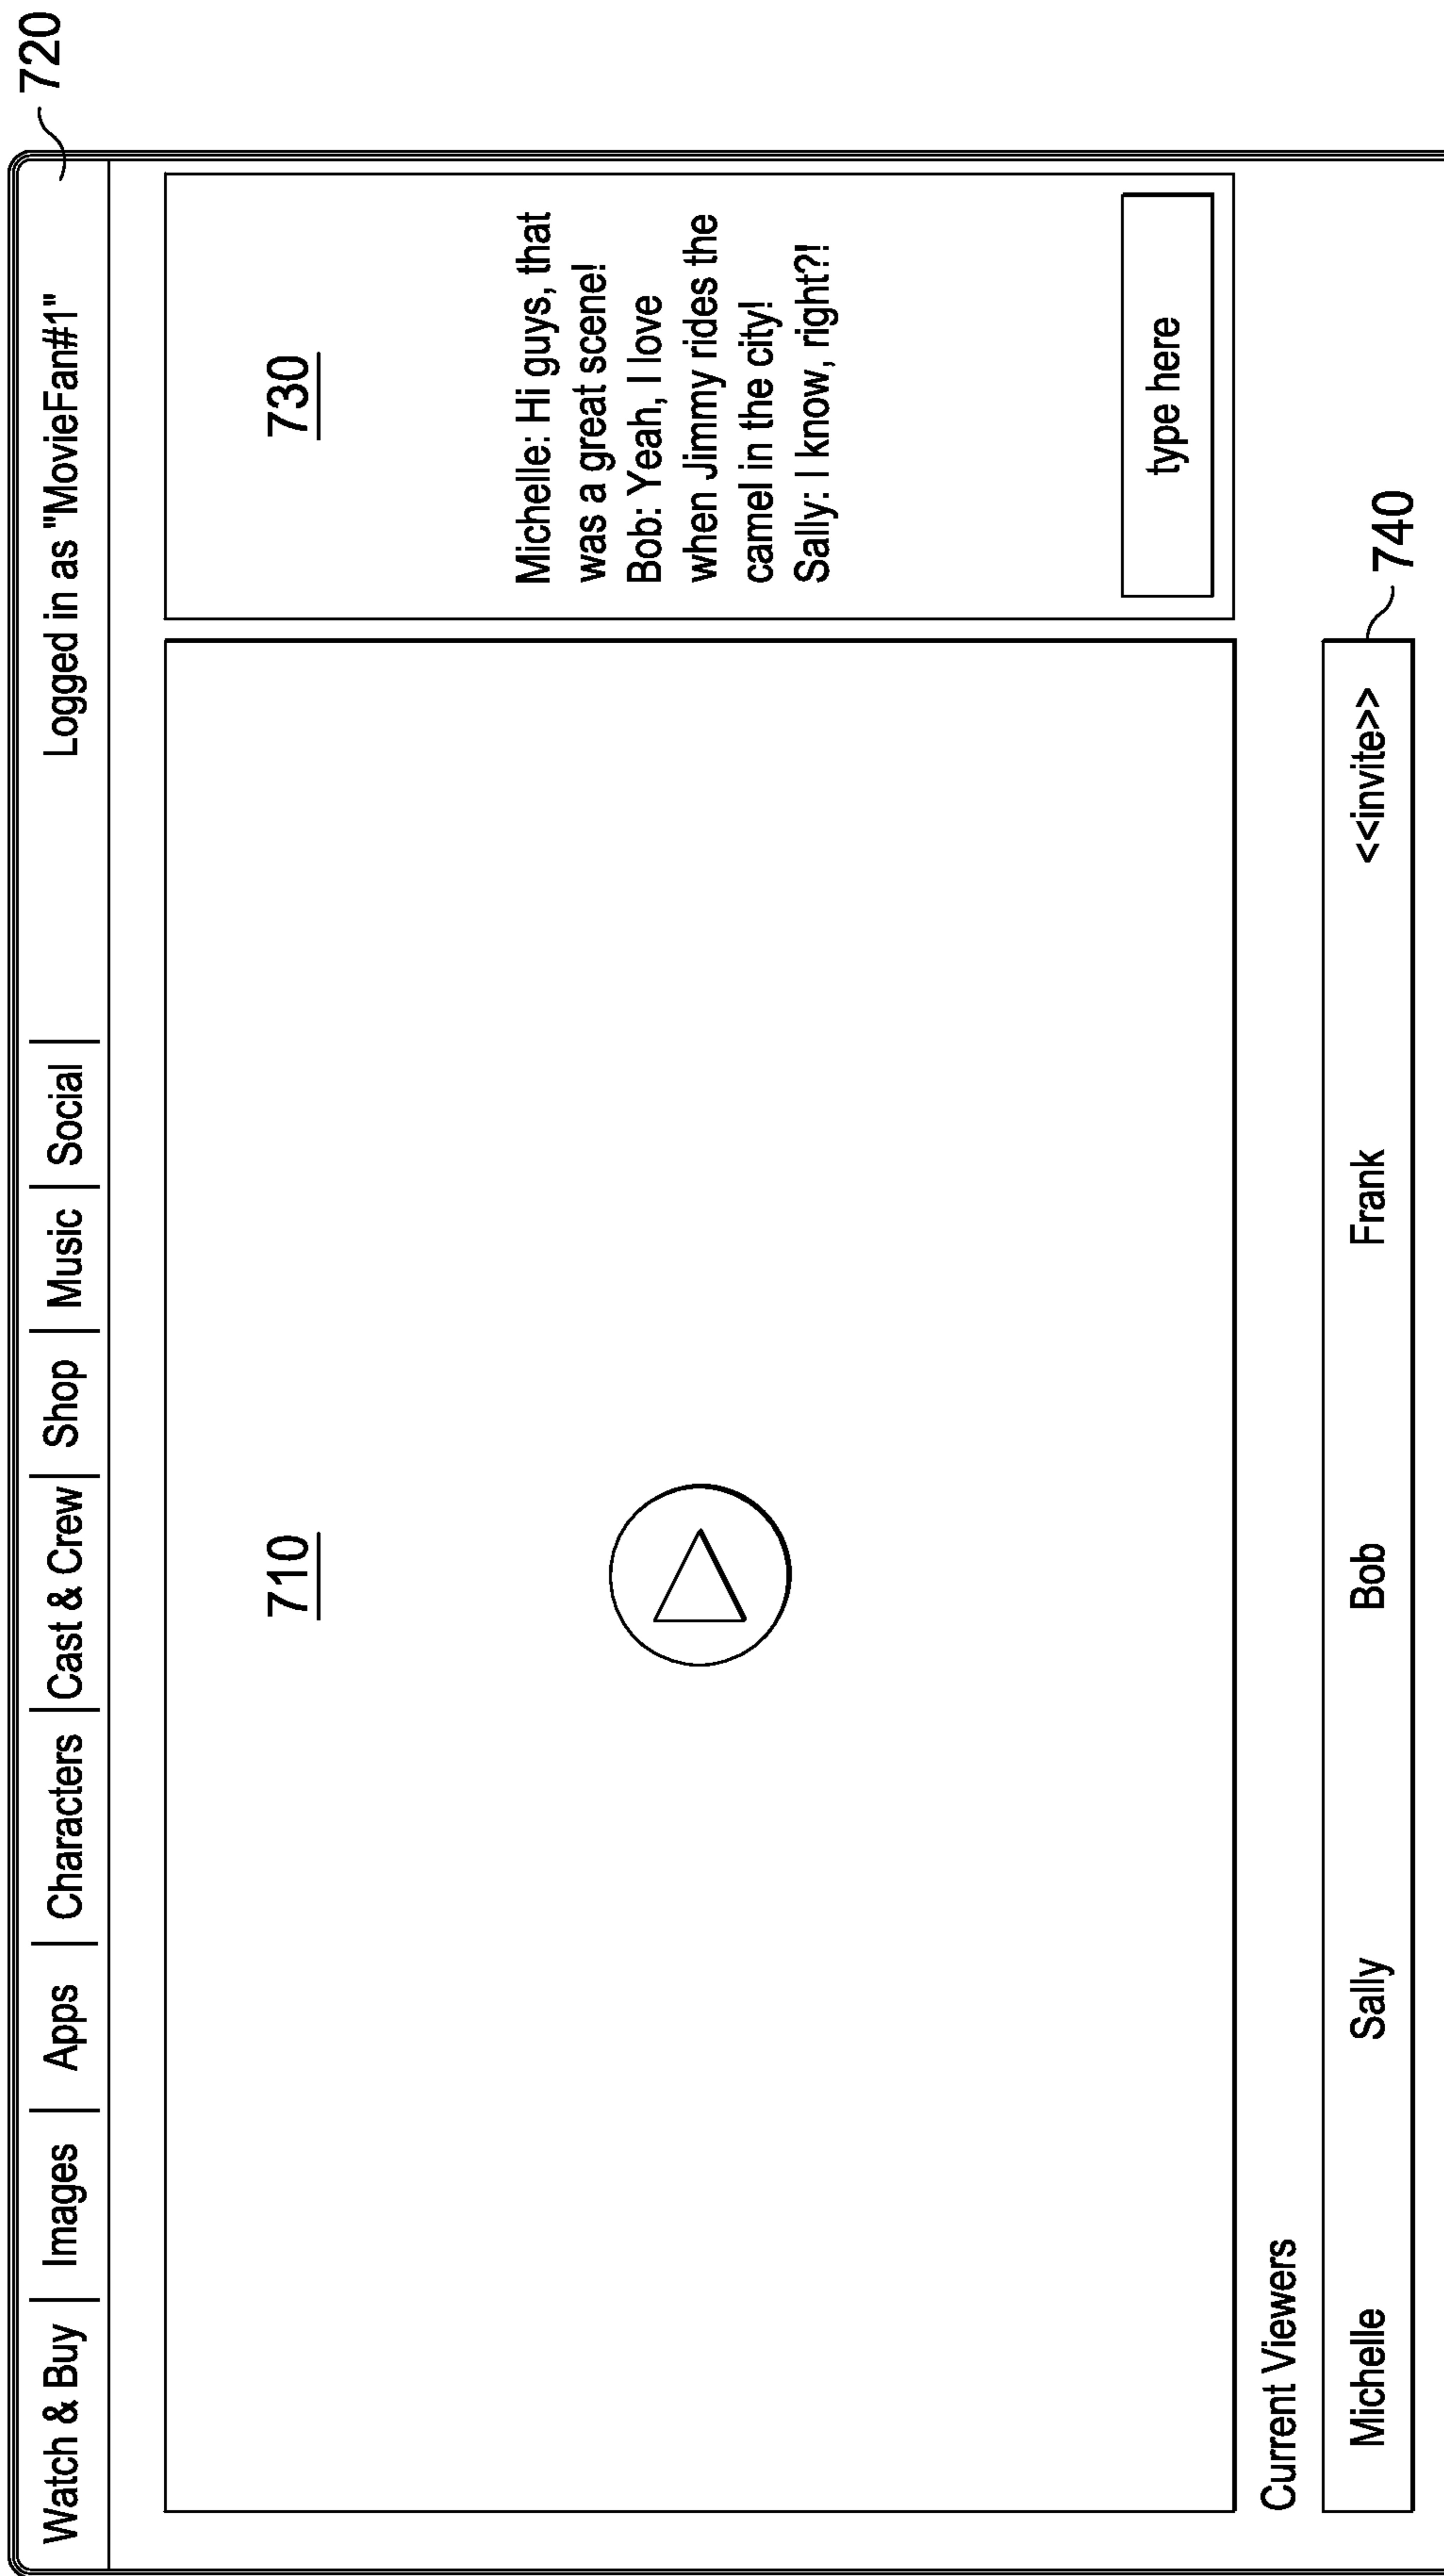 Watch & Buy | Images | Apps | Characters | Cast & Crew | Shop | Music | Social | Logged in as "MovieFan#1"
720
710
730
Michelle: Hi guys, that
was a great scene!
Bob: Yeah, I love
when Jimmy rides the
camel in the city!
Sally: I know, right?!
type here
Current Viewers
740
Michelle Sally Bob Frank <<invite>>